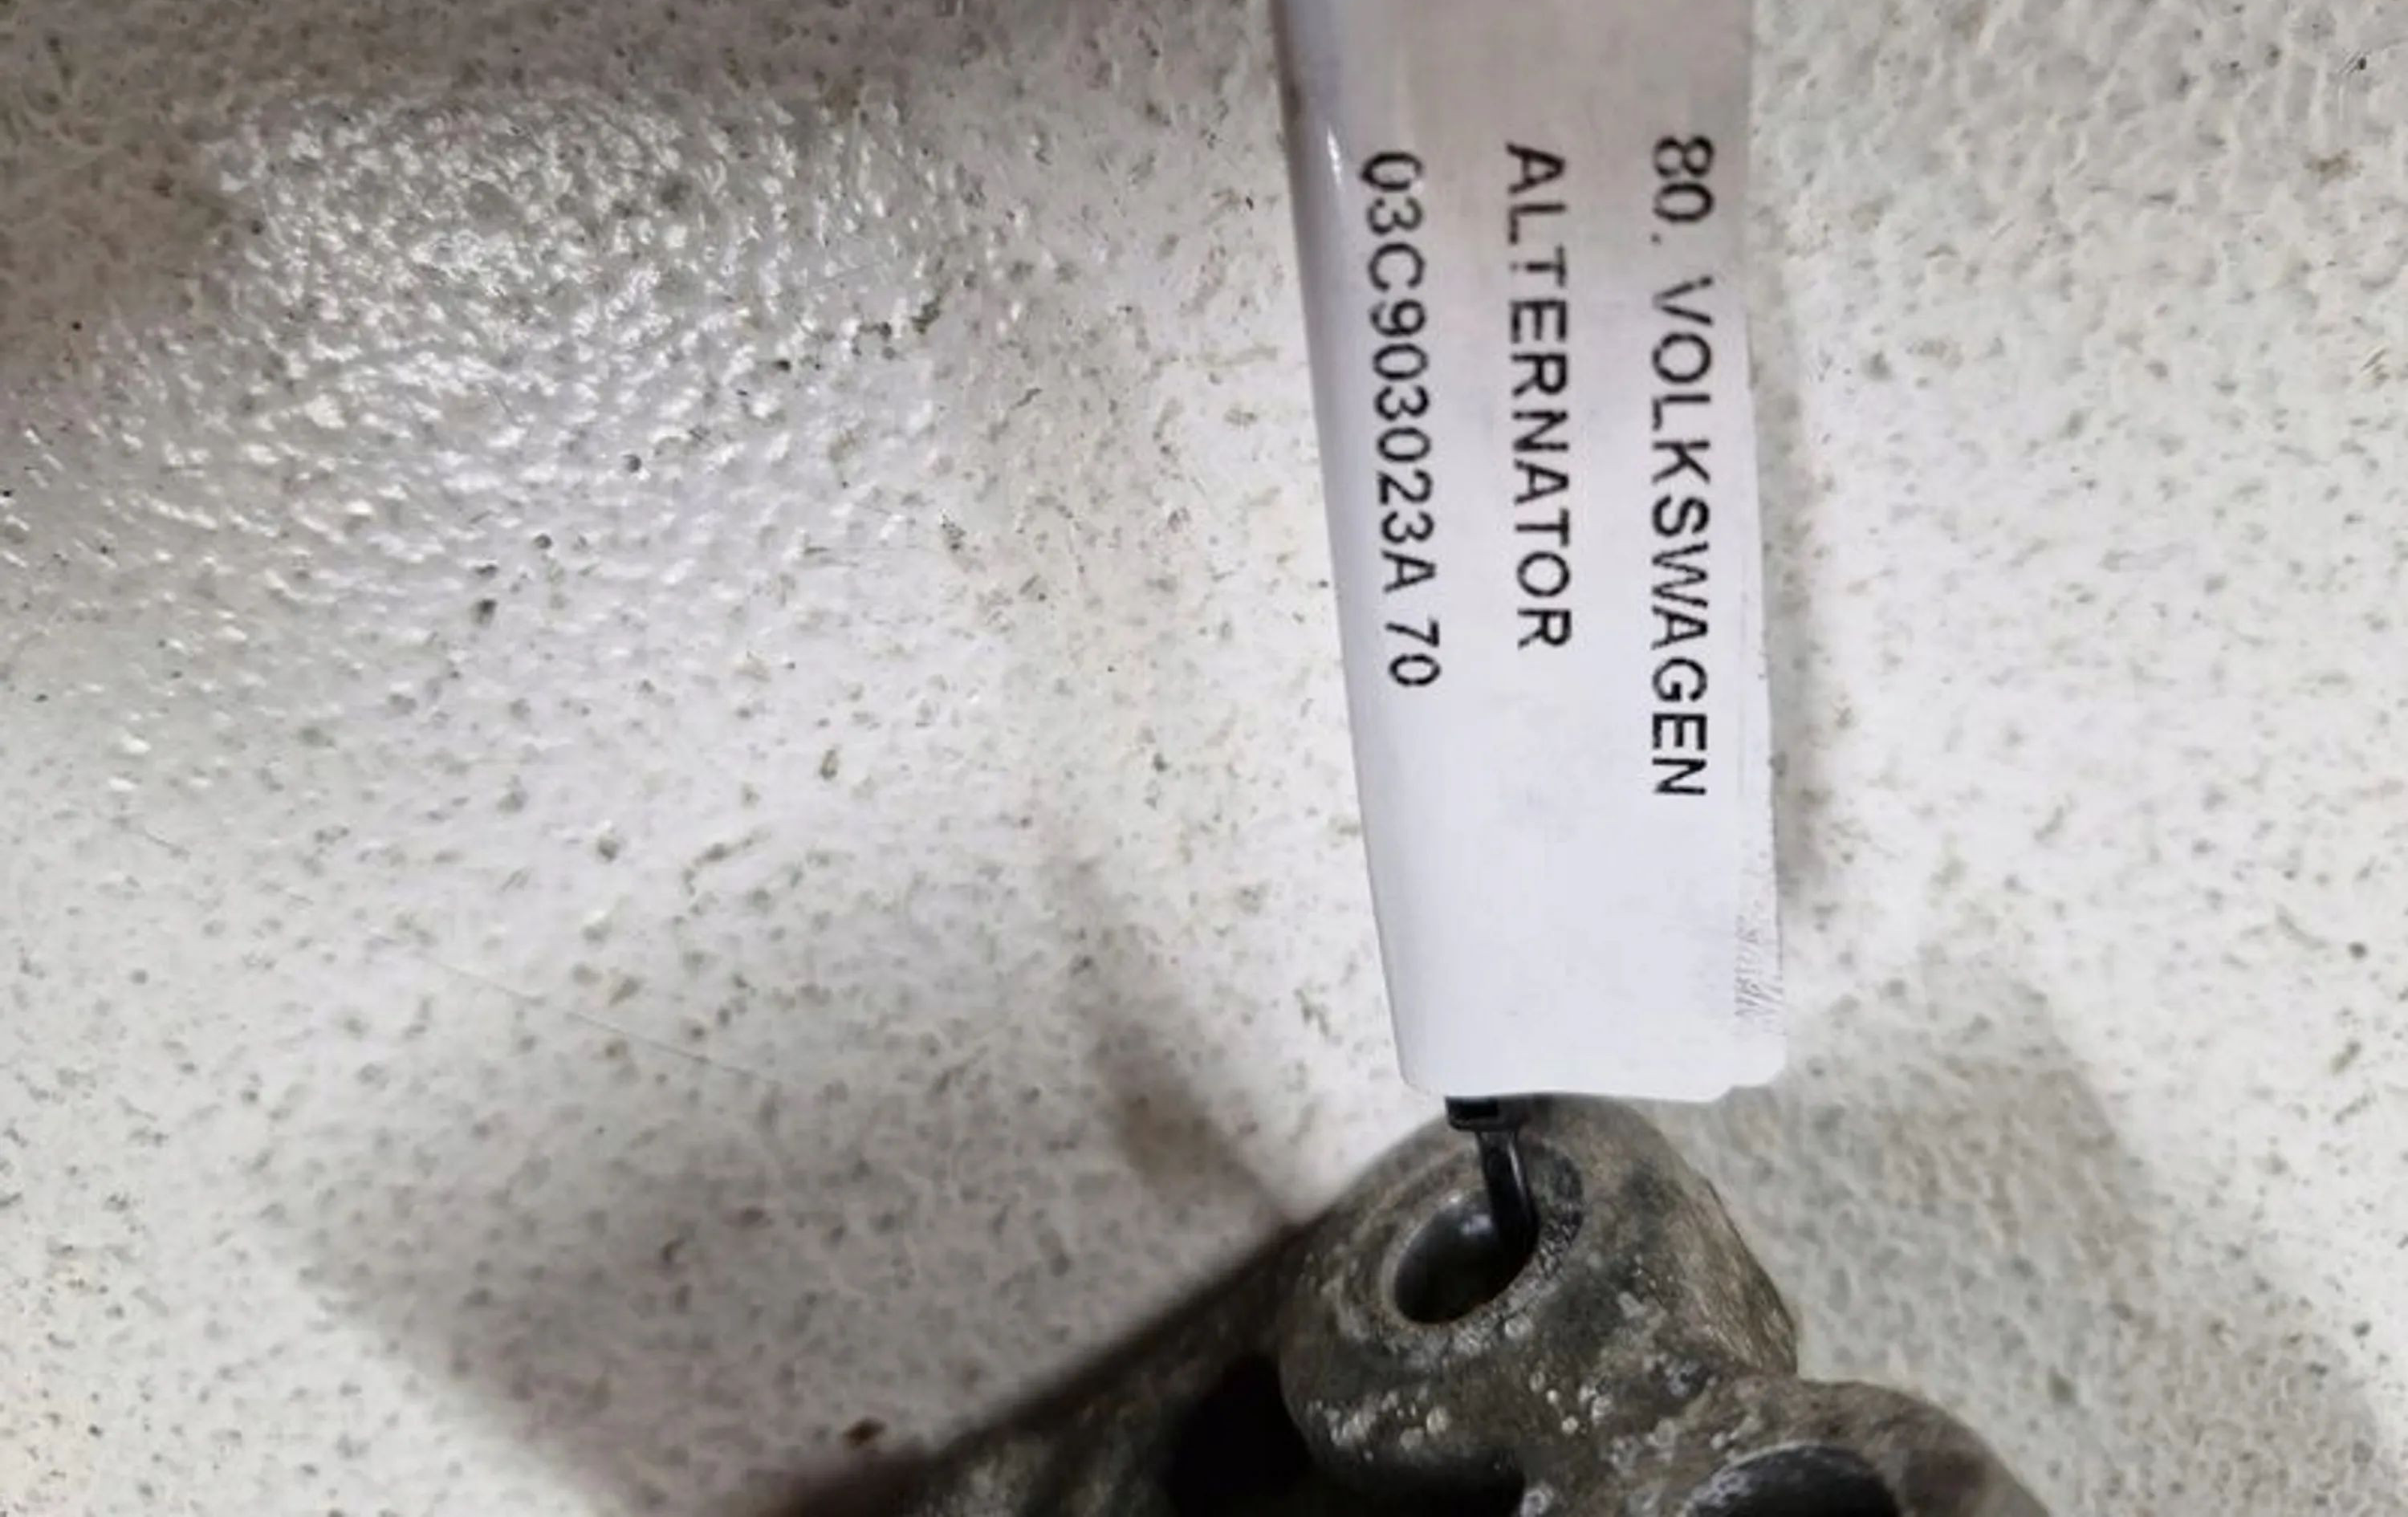 80. VOLKSWAGEN
ALTERNATOR
03C903023A 70